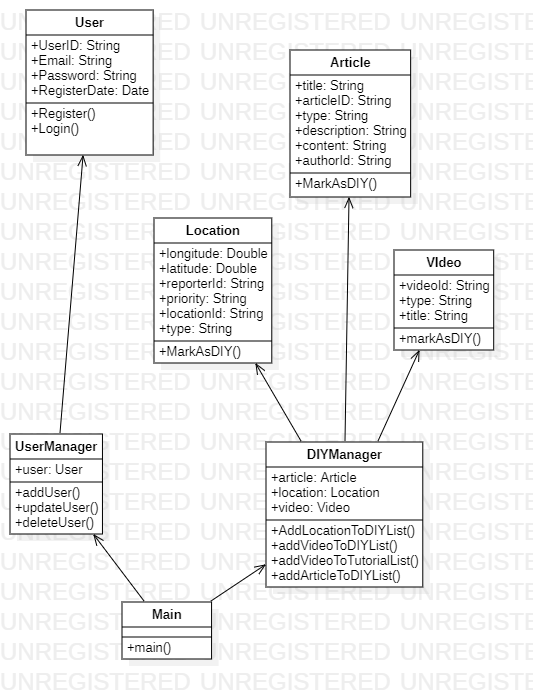 User
+UserID: String
+Email: String
+Password: String
+RegisterDate: Date
+Register()
+Login()
Article
+title: String
+articleID: String
+type: String
+description: String
+content: String
+authorId: String
+MarkAsDIY()
Location
+longitude: Double
+latitude: Double
+reporterId: String
+priority: String
+locationId: String
+type: String
+MarkAsDIY()
VIdeo
+videoId: String
+type: String
+title: String
+markAsDIY()
UserManager
+user: User
+addUser()
+updateUser()
+deleteUser()
DIYManager
+article: Article
+location: Location
+video: Video
+AddLocationToDIYList()
+addVideoToDIYList()
+addVideoToTutorialList()
+addArticleToDIYList()
Main
+main()
UNREGISTERED UNREGISTERED UNREGISTERE